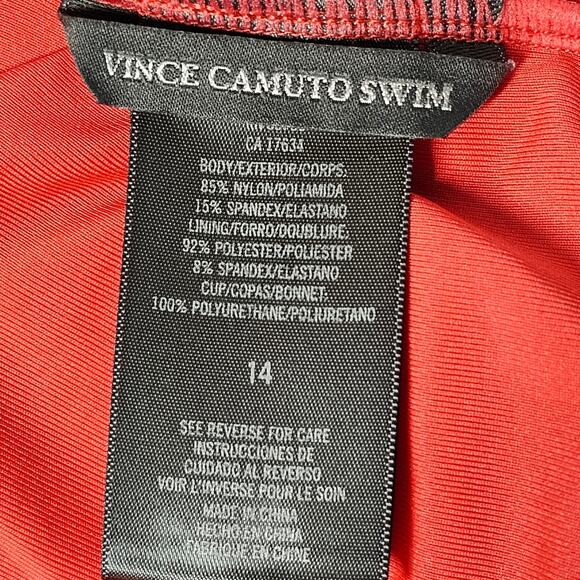 VINCE CAMUTO SWIM
CA 17634
BODY/EXTERIOR/CORPS:
85% NYLON/POLIAMIDA
15% SPANDEX/ELASTANO
LINING/FORRO/DOUBLURE:
92% POLYESTER/POLIESTER
8% SPANDEX/ELASTANO
CUP/COPAS/BONNET:
100% POLYURETHANE/POLIURETANO
14
SEE REVERSE FOR CARE
INSTRUCCIONES DE
CUIDADO AL REVERSO
VOIR L'INVERSE POUR LE SOIN
MADE IN CHINA
HECHO EN CHINA
FABRIQUE EN CHINE